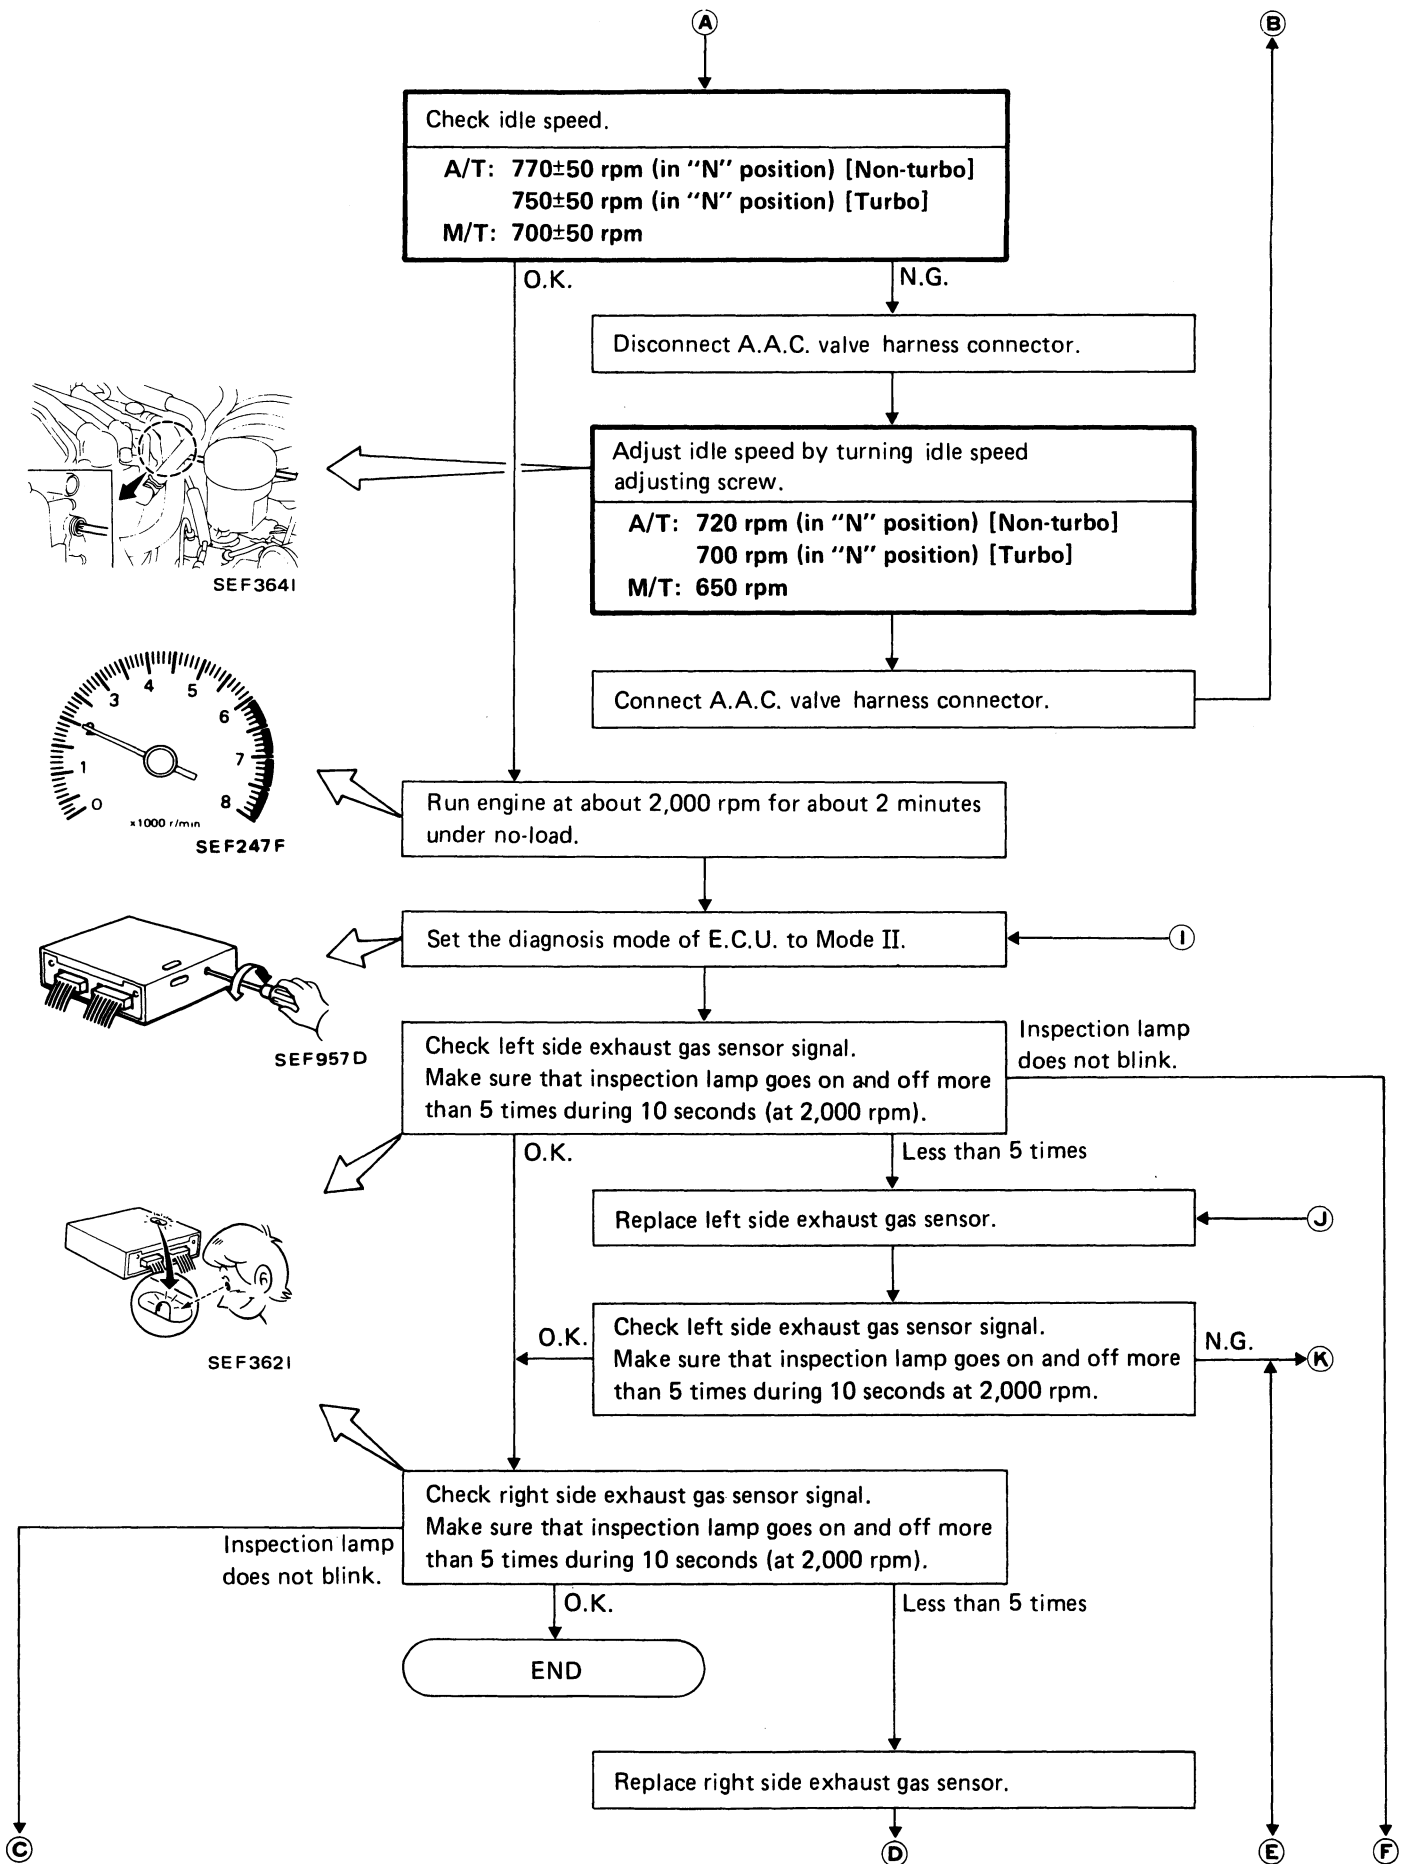 A
B
Check idle speed.
A/T: 770±50 rpm (in “N” position) [Non-turbo]
750±50 rpm (in “N” position) [Turbo]
M/T: 700±50 rpm
O.K.
N.G.
Disconnect A.A.C. valve harness connector.
Adjust idle speed by turning idle speed
adjusting screw.
A/T: 720 rpm (in “N” position) [Non-turbo]
700 rpm (in “N” position) [Turbo]
M/T: 650 rpm
SEF364I
Connect A.A.C. valve harness connector.
0
1
2
3
4
5
6
7
8
x1000 r/min
SEF247F
Run engine at about 2,000 rpm for about 2 minutes
under no-load.
Set the diagnosis mode of E.C.U. to Mode II.
I
SEF957D
Check left side exhaust gas sensor signal.
Make sure that inspection lamp goes on and off more
than 5 times during 10 seconds (at 2,000 rpm).
Inspection lamp
does not blink.
O.K.
Less than 5 times
Replace left side exhaust gas sensor.
J
SEF362I
O.K.
Check left side exhaust gas sensor signal.
Make sure that inspection lamp goes on and off more
than 5 times during 10 seconds at 2,000 rpm.
N.G.
K
Check right side exhaust gas sensor signal.
Make sure that inspection lamp goes on and off more
than 5 times during 10 seconds (at 2,000 rpm).
Inspection lamp
does not blink.
O.K.
Less than 5 times
END
Replace right side exhaust gas sensor.
C
D
E
F